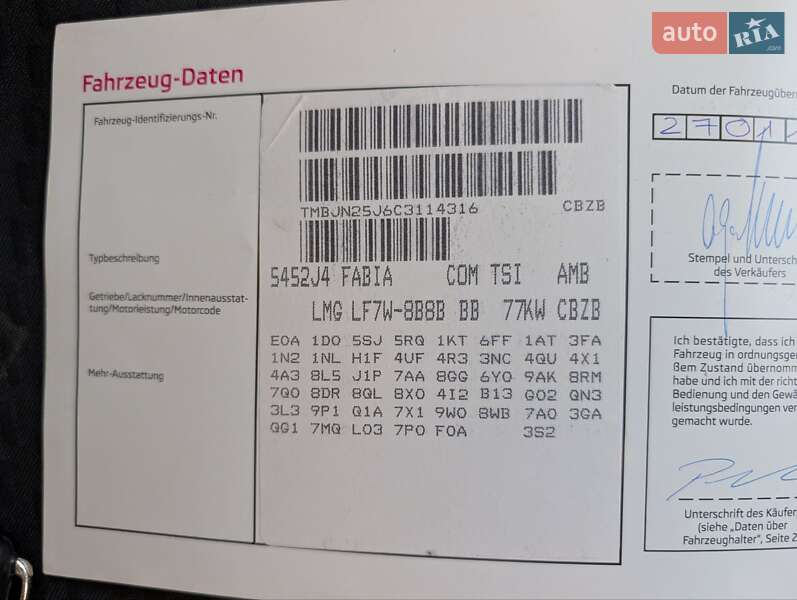 auto RIA.com
Fahrzeug-Daten
Fahrzeug-Identifizierungs-Nr.
TMBJN25J6C3114316 CBZB
Typbeschreibung
5452J4 FABIA COM TSI AMB
Getriebe/Lacknummer/Innenausstat-
tung/Motorleistung/Motorcode
LMG LF7W-8B8B BB 77KW CBZB
Mehr-Ausstattung
E0A 1D0 5SJ 5RQ 1KT 6FF 1AT 3FA
1N2 1NL H1F 4UF 4R3 3NC 4QU 4X1
4A3 8L5 J1P 7AA 8GG 6Y0 9AK 8RM
7Q0 8DR 8QL 8X0 4I2 B13 G02 QN3
3L3 9P1 Q1A 7X1 9W0 8WB 7A0 3GA
QG1 7MQ L03 7P0 F0A 3S2
Datum der Fahrzeugüber
2701
Stempel und Untersch
des Verkäufers
Ich bestätigte, dass ich
Fahrzeug in ordnungsge
ßem Zustand übernomm
habe und ich mit der richt
Bedienung und den Gewä
leistungsbedingungen ver
gemacht wurde.
Unterschrift des Käufer
(siehe „Daten über
Fahrzeughalter", Seite 2